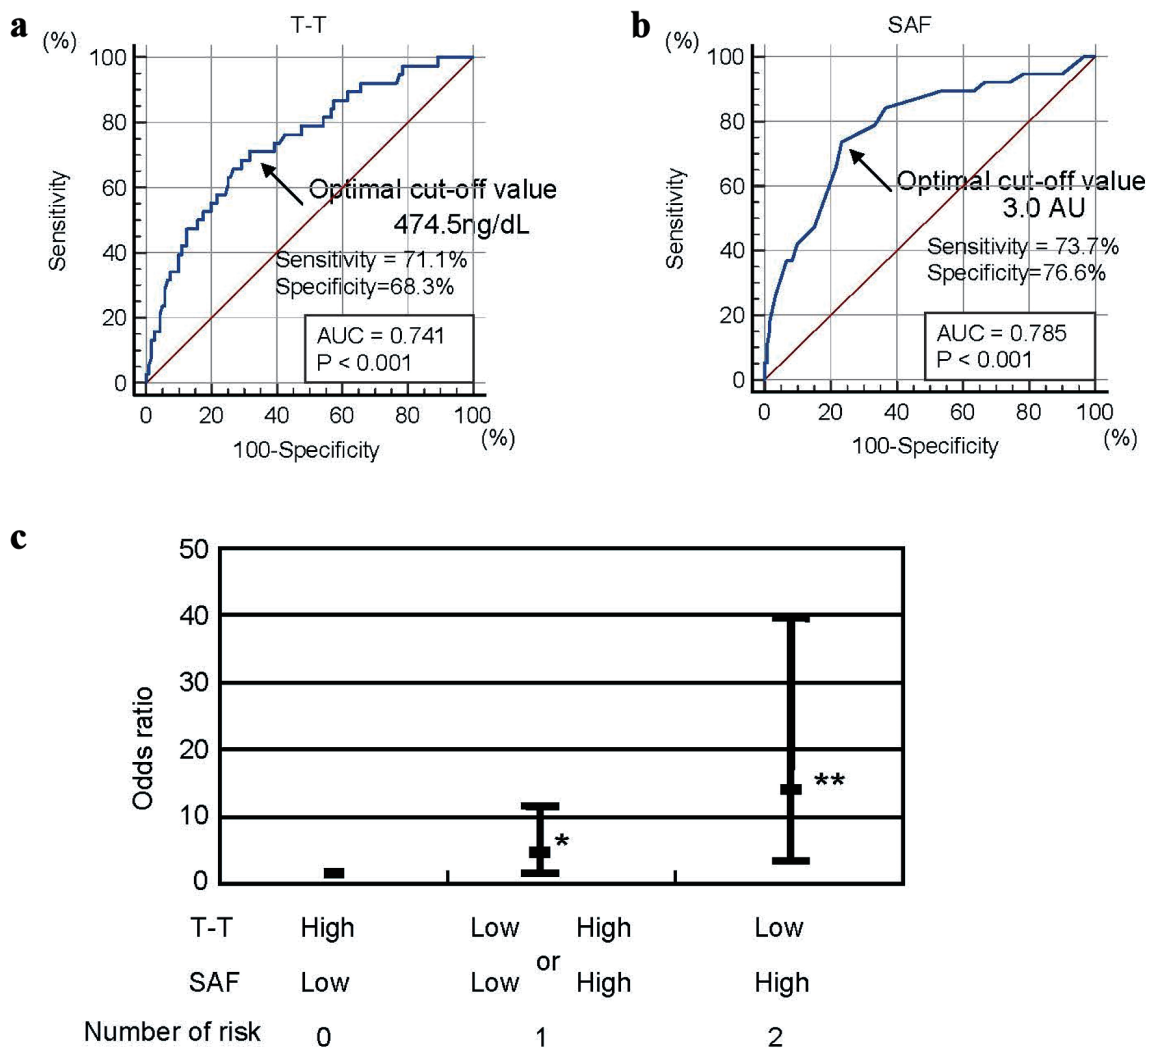 a
T-T
(%)
100
80
60
40
20
0
Sensitivity
Optimal cut-off value
474.5ng/dL
Sensitivity = 71.1%
Specificity=68.3%
AUC = 0.741
P < 0.001
0 20 40 60 80 100
(%)
100-Specificity
b
SAF
(%)
100
80
60
40
20
0
Sensitivity
Optimal cut-off value
3.0 AU
Sensitivity = 73.7%
Specificity=76.6%
AUC = 0.785
P < 0.001
0 20 40 60 80 100
(%)
100-Specificity
c
50
40
30
20
10
0
Odds ratio
*
**
T-T High Low High Low
or
SAF Low Low High High
Number of risk 0 1 2